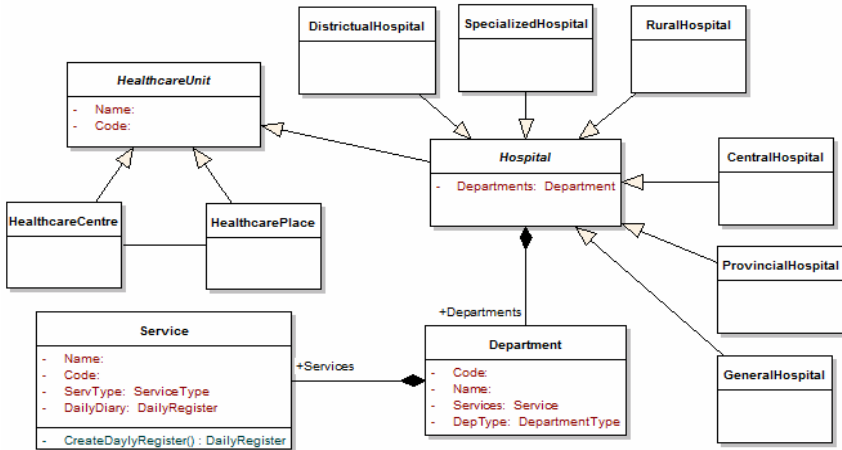 DistrictualHospital
SpecializedHospital
RuralHospital
HealthcareUnit
- Name:
- Code:
Hospital
- Departments: Department
CentralHospital
HealthcareCentre
HealthcarePlace
ProvincialHospital
+Departments
Service
- Name:
- Code:
- ServType: ServiceType
- DailyDiary: DailyRegister
- CreateDaylyRegister() : DailyRegister
+Services
Department
- Code:
- Name:
- Services: Service
- DepType: DepartmentType
GeneralHospital